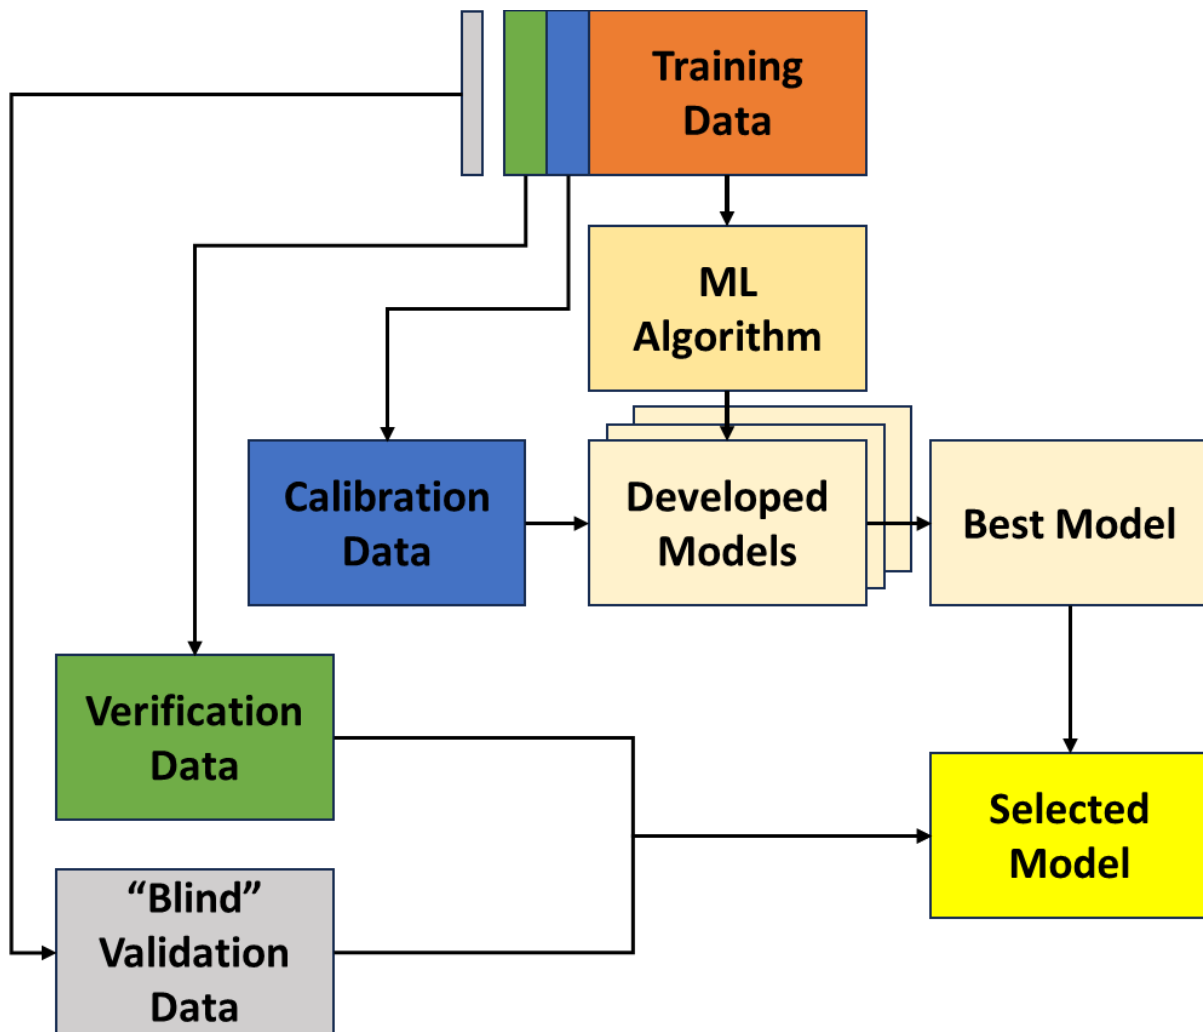 Training
Data
ML
Algorithm
Calibration
Data
Developed
Models
Best Model
Verification
Data
Selected
Model
“Blind”
Validation
Data